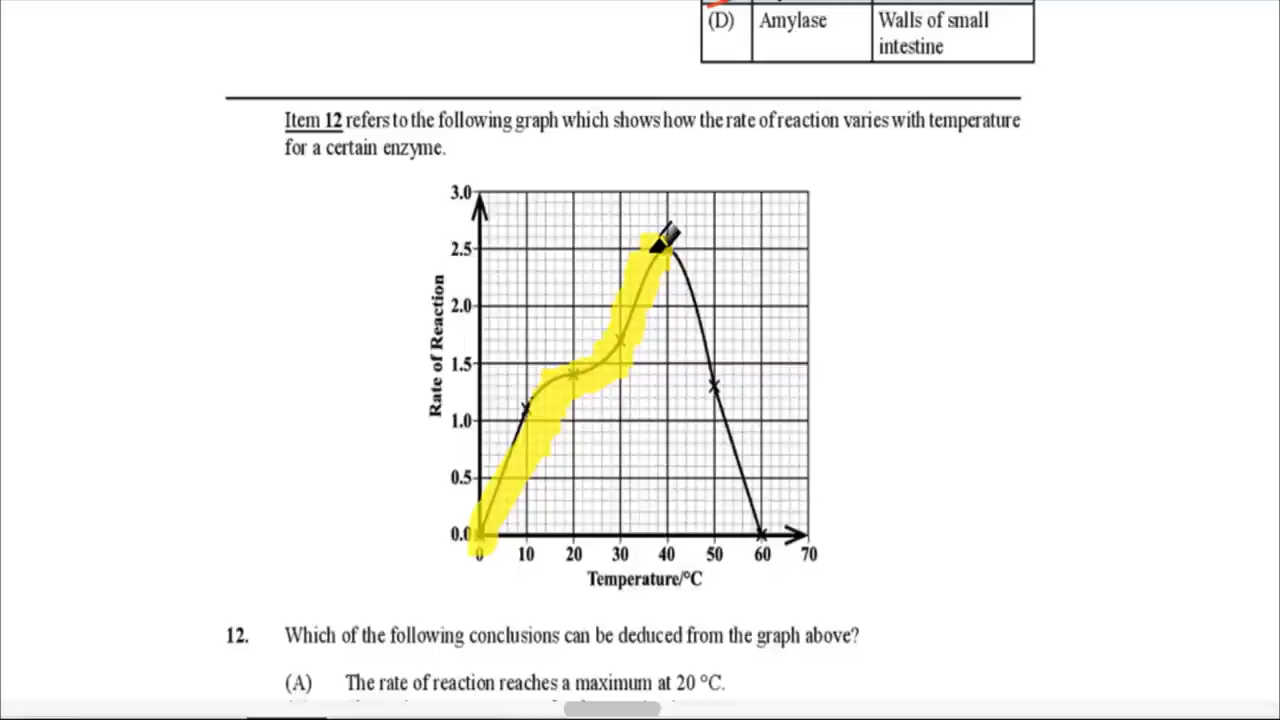 (D) Amylase Walls of small
intestine
Item 12 refers to the following graph which shows how the rate of reaction varies with temperature
for a certain enzyme.
3.0
2.5
2.0
1.5
1.0
0.5
0.0
Rate of Reaction
0 10 20 30 40 50 60 70
Temperature/°C
12. Which of the following conclusions can be deduced from the graph above?
(A) The rate of reaction reaches a maximum at 20 °C.